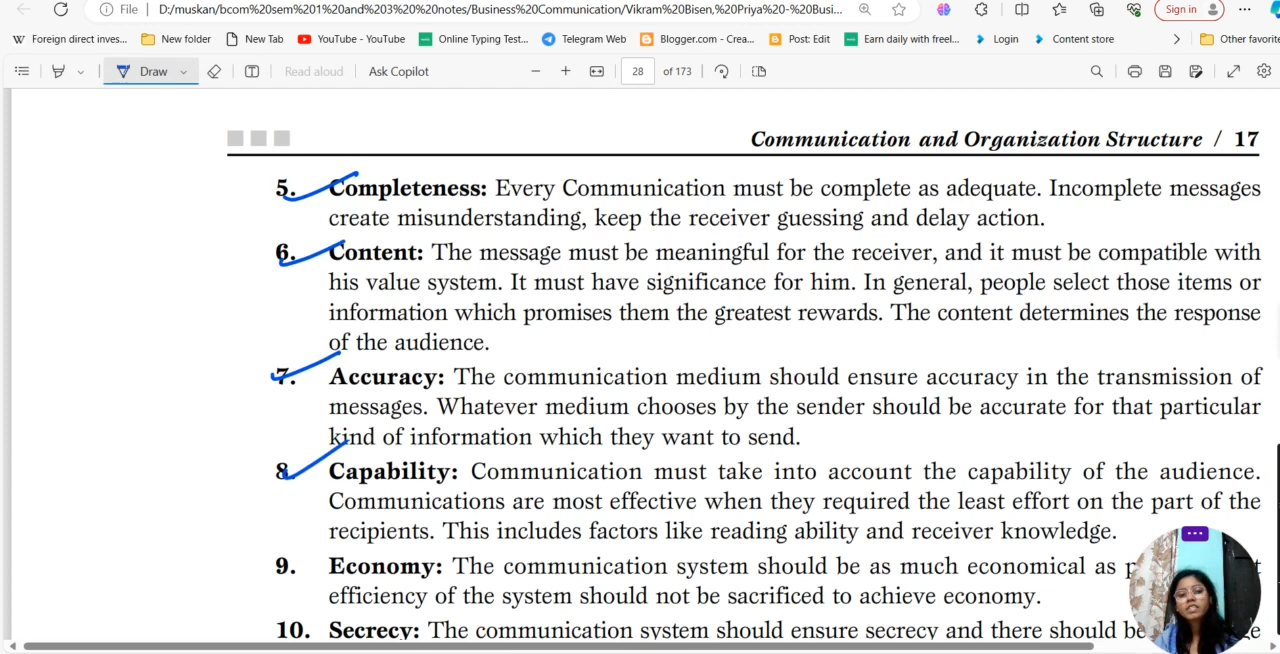 File D:/muskan/bcom%20sem%201%20and%203%20%20notes/Business%20Communication/Vikram%20Bisen,%20Priya%20-%20Busi... Sign in
Foreign direct inves... New folder New Tab YouTube - YouTube Online Typing Test... Telegram Web Blogger.com - Crea... Post: Edit Earn daily with freel... Login Content store Other favorite
Draw Read aloud Ask Copilot 28 of 173
Communication and Organization Structure / 17
5. Completeness: Every Communication must be complete as adequate. Incomplete messages
create misunderstanding, keep the receiver guessing and delay action.
6. Content: The message must be meaningful for the receiver, and it must be compatible with
his value system. It must have significance for him. In general, people select those items or
information which promises them the greatest rewards. The content determines the response
of the audience.
7. Accuracy: The communication medium should ensure accuracy in the transmission of
messages. Whatever medium chooses by the sender should be accurate for that particular
kind of information which they want to send.
8. Capability: Communication must take into account the capability of the audience.
Communications are most effective when they required the least effort on the part of the
recipients. This includes factors like reading ability and receiver knowledge.
9. Economy: The communication system should be as much economical as
efficiency of the system should not be sacrificed to achieve economy.
10. Secrecy: The communication system should ensure secrecy and there should be